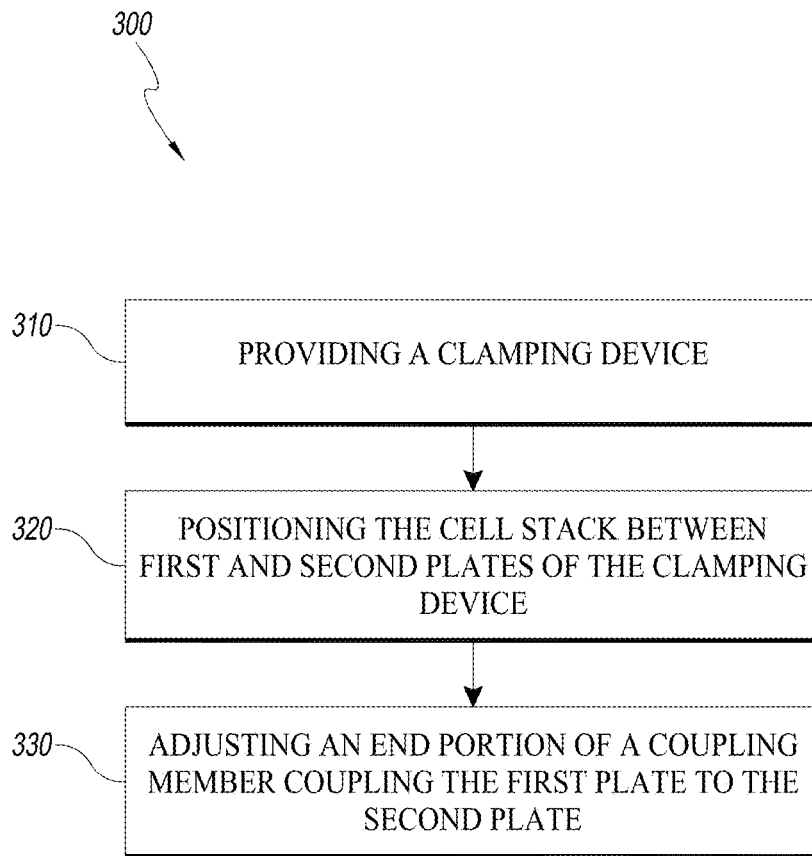 300
310
PROVIDING A CLAMPING DEVICE
320
POSITIONING THE CELL STACK BETWEEN
FIRST AND SECOND PLATES OF THE CLAMPING
DEVICE
330
ADJUSTING AN END PORTION OF A COUPLING
MEMBER COUPLING THE FIRST PLATE TO THE
SECOND PLATE